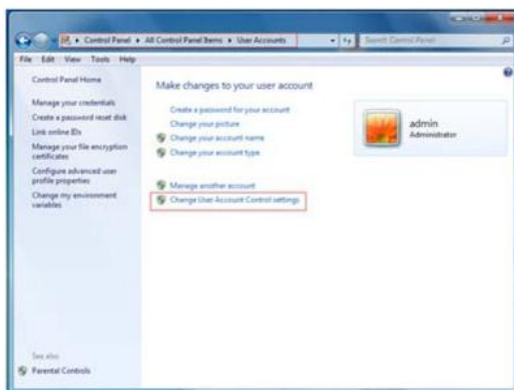 Control Panel ▸ All Control Panel Items ▸ User Accounts
Search Control Panel
File Edit View Tools Help
Control Panel Home
Manage your credentials
Create a password reset disk
Link online IDs
Manage your file encryption
certificates
Configure advanced user
profile properties
Change my environment
variables
See also
Parental Controls
Make changes to your user account
Create a password for your account
Change your picture
Change your account name
Change your account type
Manage another account
Change User Account Control settings
admin
Administrator